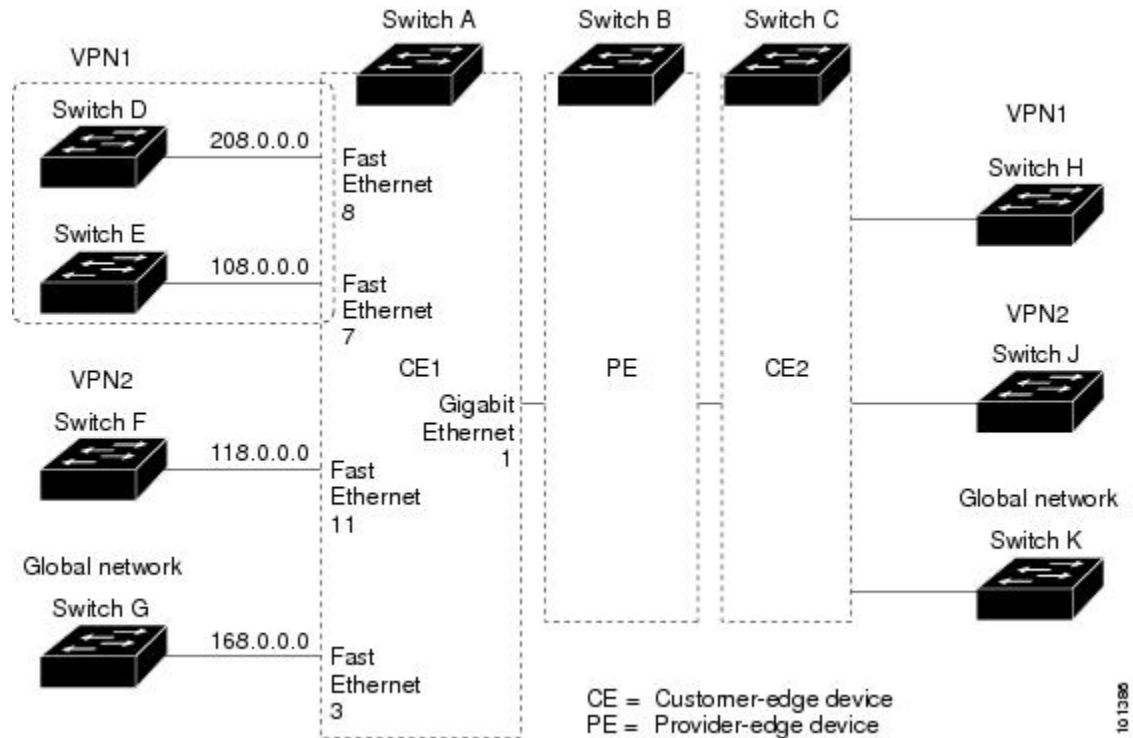 Switch A
Switch B
Switch C
VPN1
Switch D
208.0.0.0
Fast
Ethernet
8
Switch E
108.0.0.0
Fast
Ethernet
7
VPN2
Switch F
118.0.0.0
Fast
Ethernet
11
Global network
Switch G
168.0.0.0
Fast
Ethernet
3
CE1
Gigabit
Ethernet
1
PE
CE2
VPN1
Switch H
VPN2
Switch J
Global network
Switch K
CE = Customer-edge device
PE = Provider-edge device
101386